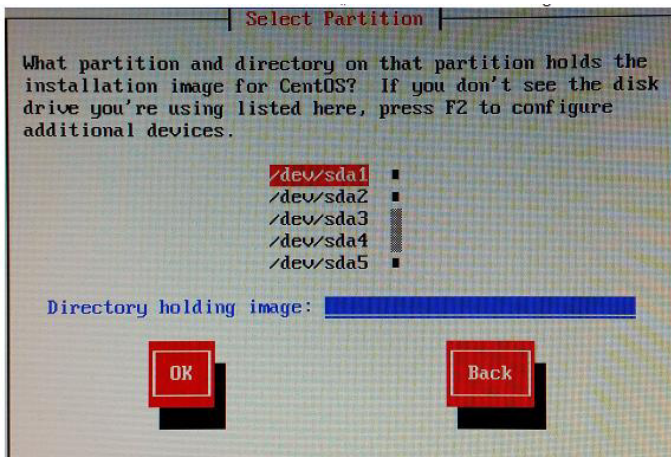 Select Partition
What partition and directory on that partition holds the
installation image for CentOS? If you don't see the disk
drive you're using listed here, press F2 to configure
additional devices.
/dev/sda1
/dev/sda2
/dev/sda3
/dev/sda4
/dev/sda5
Directory holding image:
OK Back